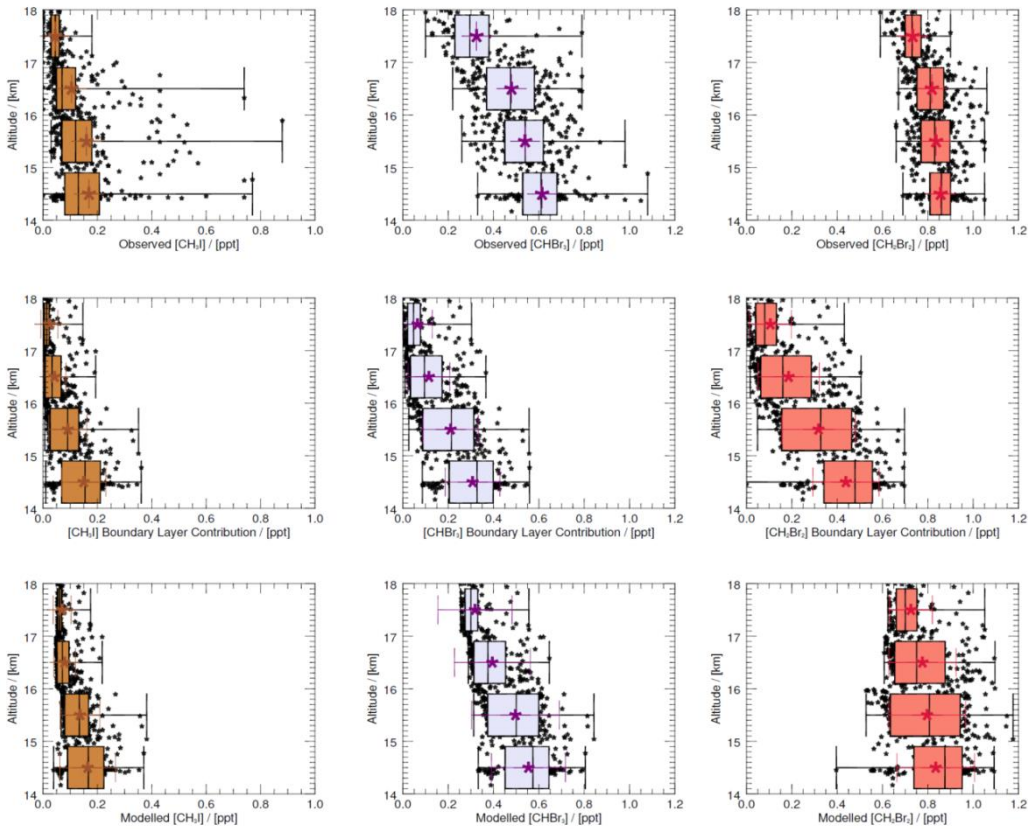 18
17
16
15
14
Altitude / [km]
0.0 0.2 0.4 0.6 0.8 1.0
Observed [CH₃I] / [ppt]
18
17
16
15
14
Altitude / [km]
0.0 0.2 0.4 0.6 0.8 1.0 1.2
Observed [CHBr₃] / [ppt]
18
17
16
15
14
Altitude / [km]
0.0 0.2 0.4 0.6 0.8 1.0 1.2
Observed [CH₂Br₂] / [ppt]
18
17
16
15
14
Altitude / [km]
0.0 0.2 0.4 0.6 0.8 1.0
[CH₃I] Boundary Layer Contribution / [ppt]
18
17
16
15
14
Altitude / [km]
0.0 0.2 0.4 0.6 0.8 1.0 1.2
[CHBr₃] Boundary Layer Contribution / [ppt]
18
17
16
15
14
Altitude / [km]
0.0 0.2 0.4 0.6 0.8 1.0 1.2
[CH₂Br₂] Boundary Layer Contribution / [ppt]
18
17
16
15
14
Altitude / [km]
0.0 0.2 0.4 0.6 0.8 1.0
Modelled [CH₃I] / [ppt]
18
17
16
15
14
Altitude / [km]
0.0 0.2 0.4 0.6 0.8 1.0 1.2
Modelled [CHBr₃] / [ppt]
18
17
16
15
14
Altitude / [km]
0.0 0.2 0.4 0.6 0.8 1.0 1.2
Modelled [CH₂Br₂] / [ppt]